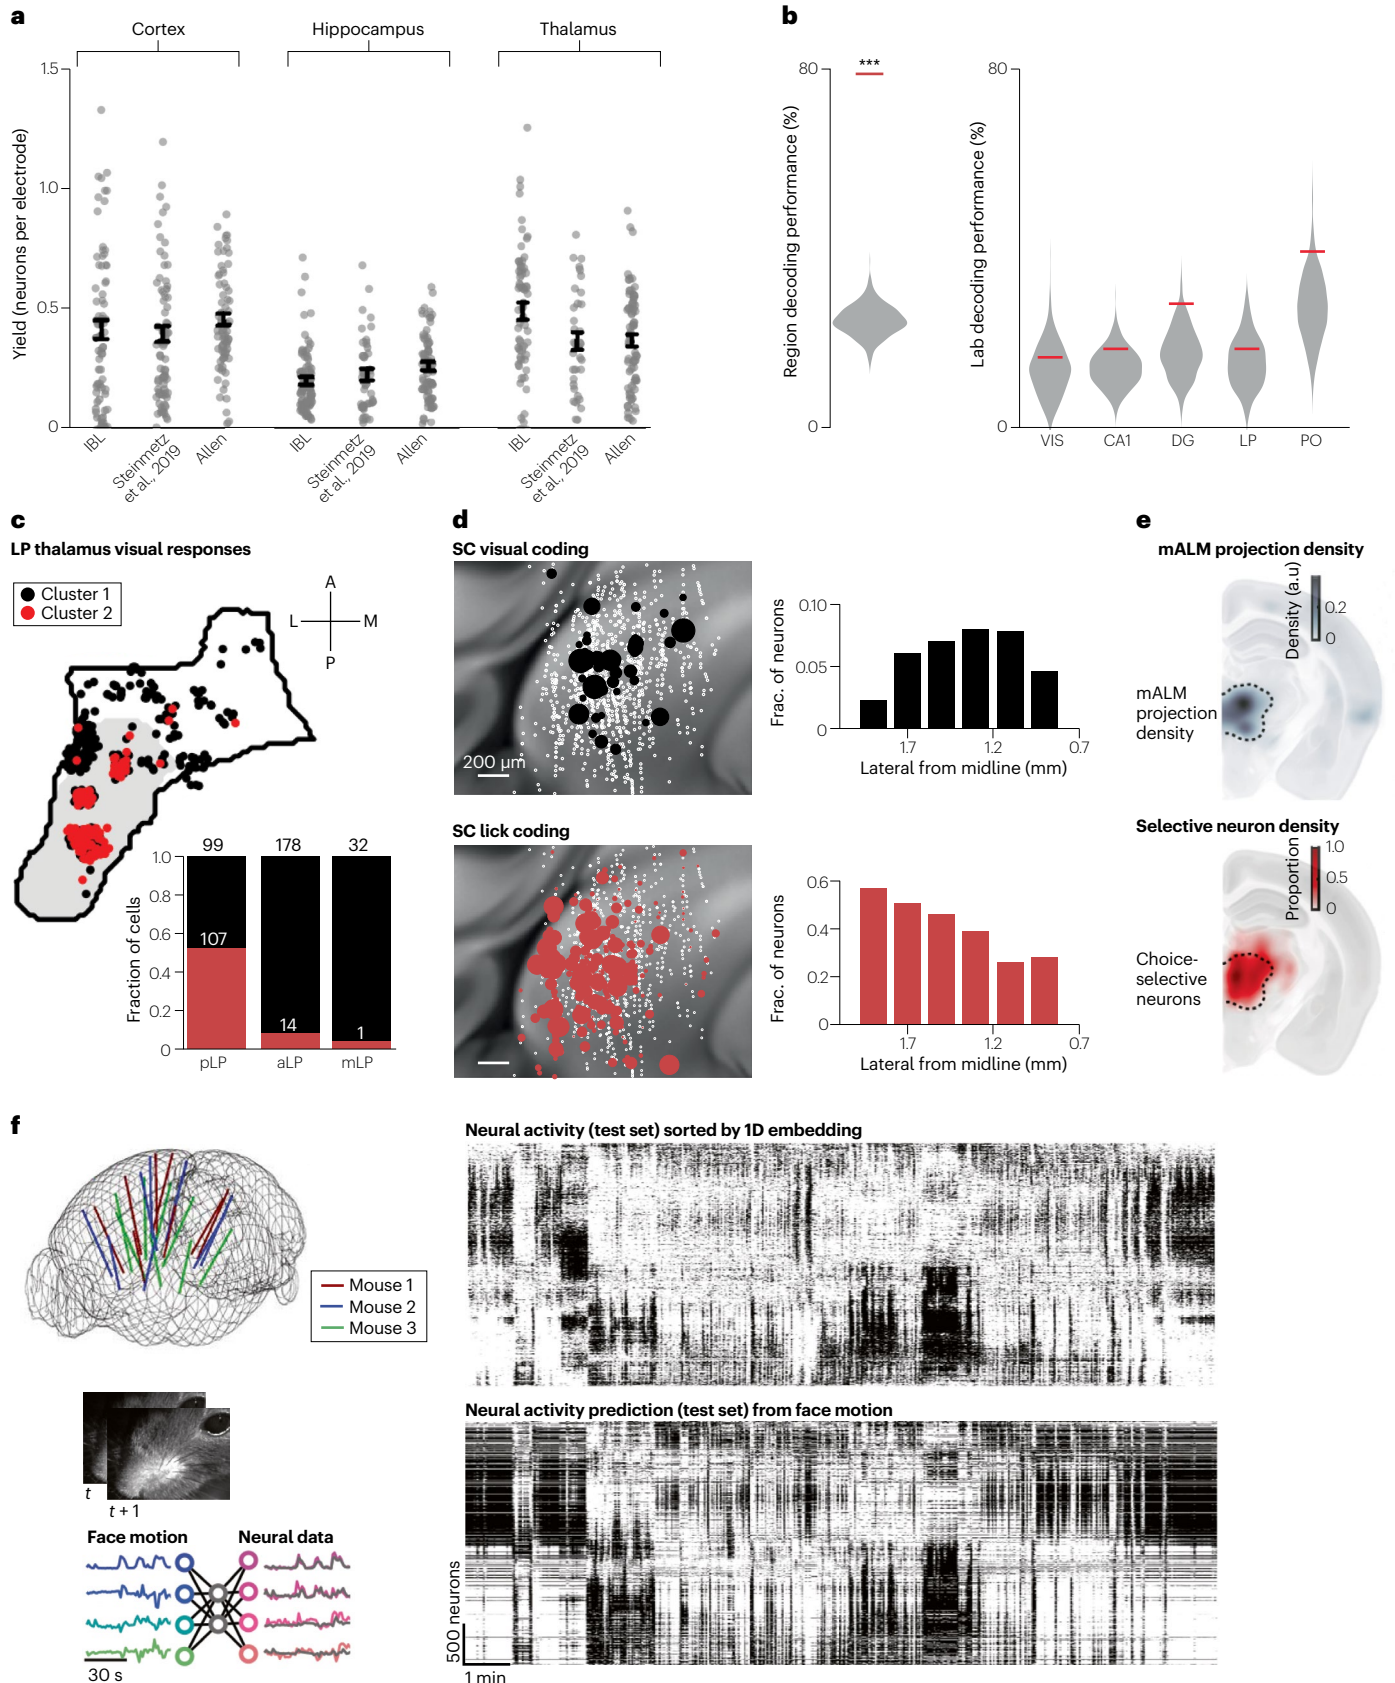 a
Cortex
Hippocampus
Thalamus
Yield (neurons per electrode)
1.5
1.0
0.5
0
IBL
Steinmetz
et al., 2019
Allen
IBL
Steinmetz
et al., 2019
Allen
IBL
Steinmetz
et al., 2019
Allen
b
Region decoding performance (%)
80
0
***
Lab decoding performance (%)
80
0
VIS
CA1
DG
LP
PO
c
LP thalamus visual responses
Cluster 1
Cluster 2
A
L
M
P
Fraction of cells
1.0
0.8
0.6
0.4
0.2
0
99
178
32
107
14
1
pLP
aLP
mLP
d
SC visual coding
200 µm
Frac. of neurons
0.10
0.05
0
1.7
1.2
0.7
Lateral from midline (mm)
SC lick coding
Frac. of neurons
0.6
0.4
0.2
0
1.7
1.2
0.7
Lateral from midline (mm)
e
mALM projection density
Density (a.u)
0.2
0
mALM
projection
density
Selective neuron density
Proportion
1.0
0.5
0
Choice-
selective
neurons
f
Mouse 1
Mouse 2
Mouse 3
t
t + 1
Face motion
Neural data
30 s
Neural activity (test set) sorted by 1D embedding
Neural activity prediction (test set) from face motion
500 neurons
1 min